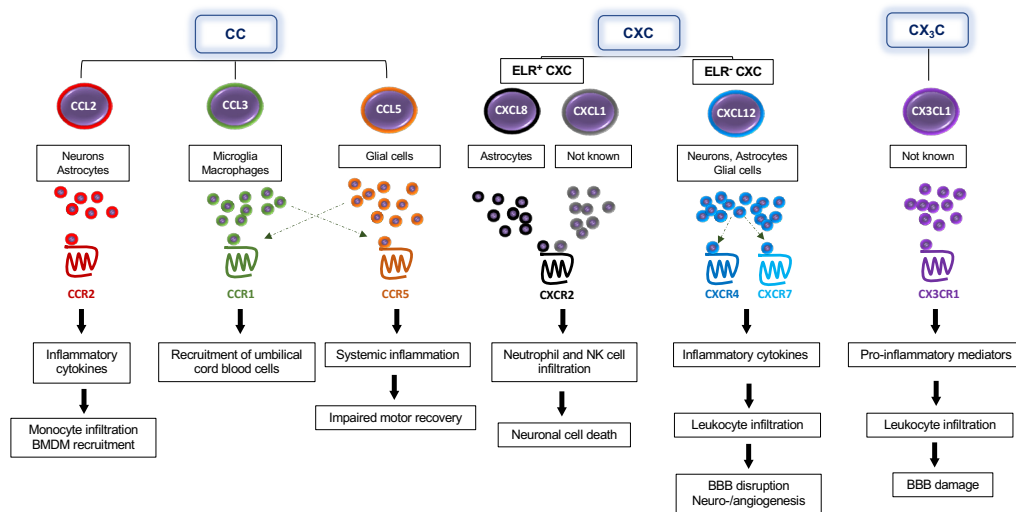 CC
CXC
CX₃C
ELR⁺ CXC
ELR⁻ CXC
CCL2
CCL3
CCL5
CXCL8
CXCL1
CXCL12
CX3CL1
Neurons
Astrocytes
Microglia
Macrophages
Glial cells
Astrocytes
Not known
Neurons, Astrocytes
Glial cells
Not known
CCR2
CCR1
CCR5
CXCR2
CXCR4
CXCR7
CX3CR1
Inflammatory
cytokines
Recruitment of umbilical
cord blood cells
Systemic inflammation
Neutrophil and NK cell
infiltration
Inflammatory cytokines
Pro-inflammatory mediators
Monocyte infiltration
BMDM recruitment
Impaired motor recovery
Neuronal cell death
Leukocyte infiltration
Leukocyte infiltration
BBB disruption
Neuro-/angiogenesis
BBB damage